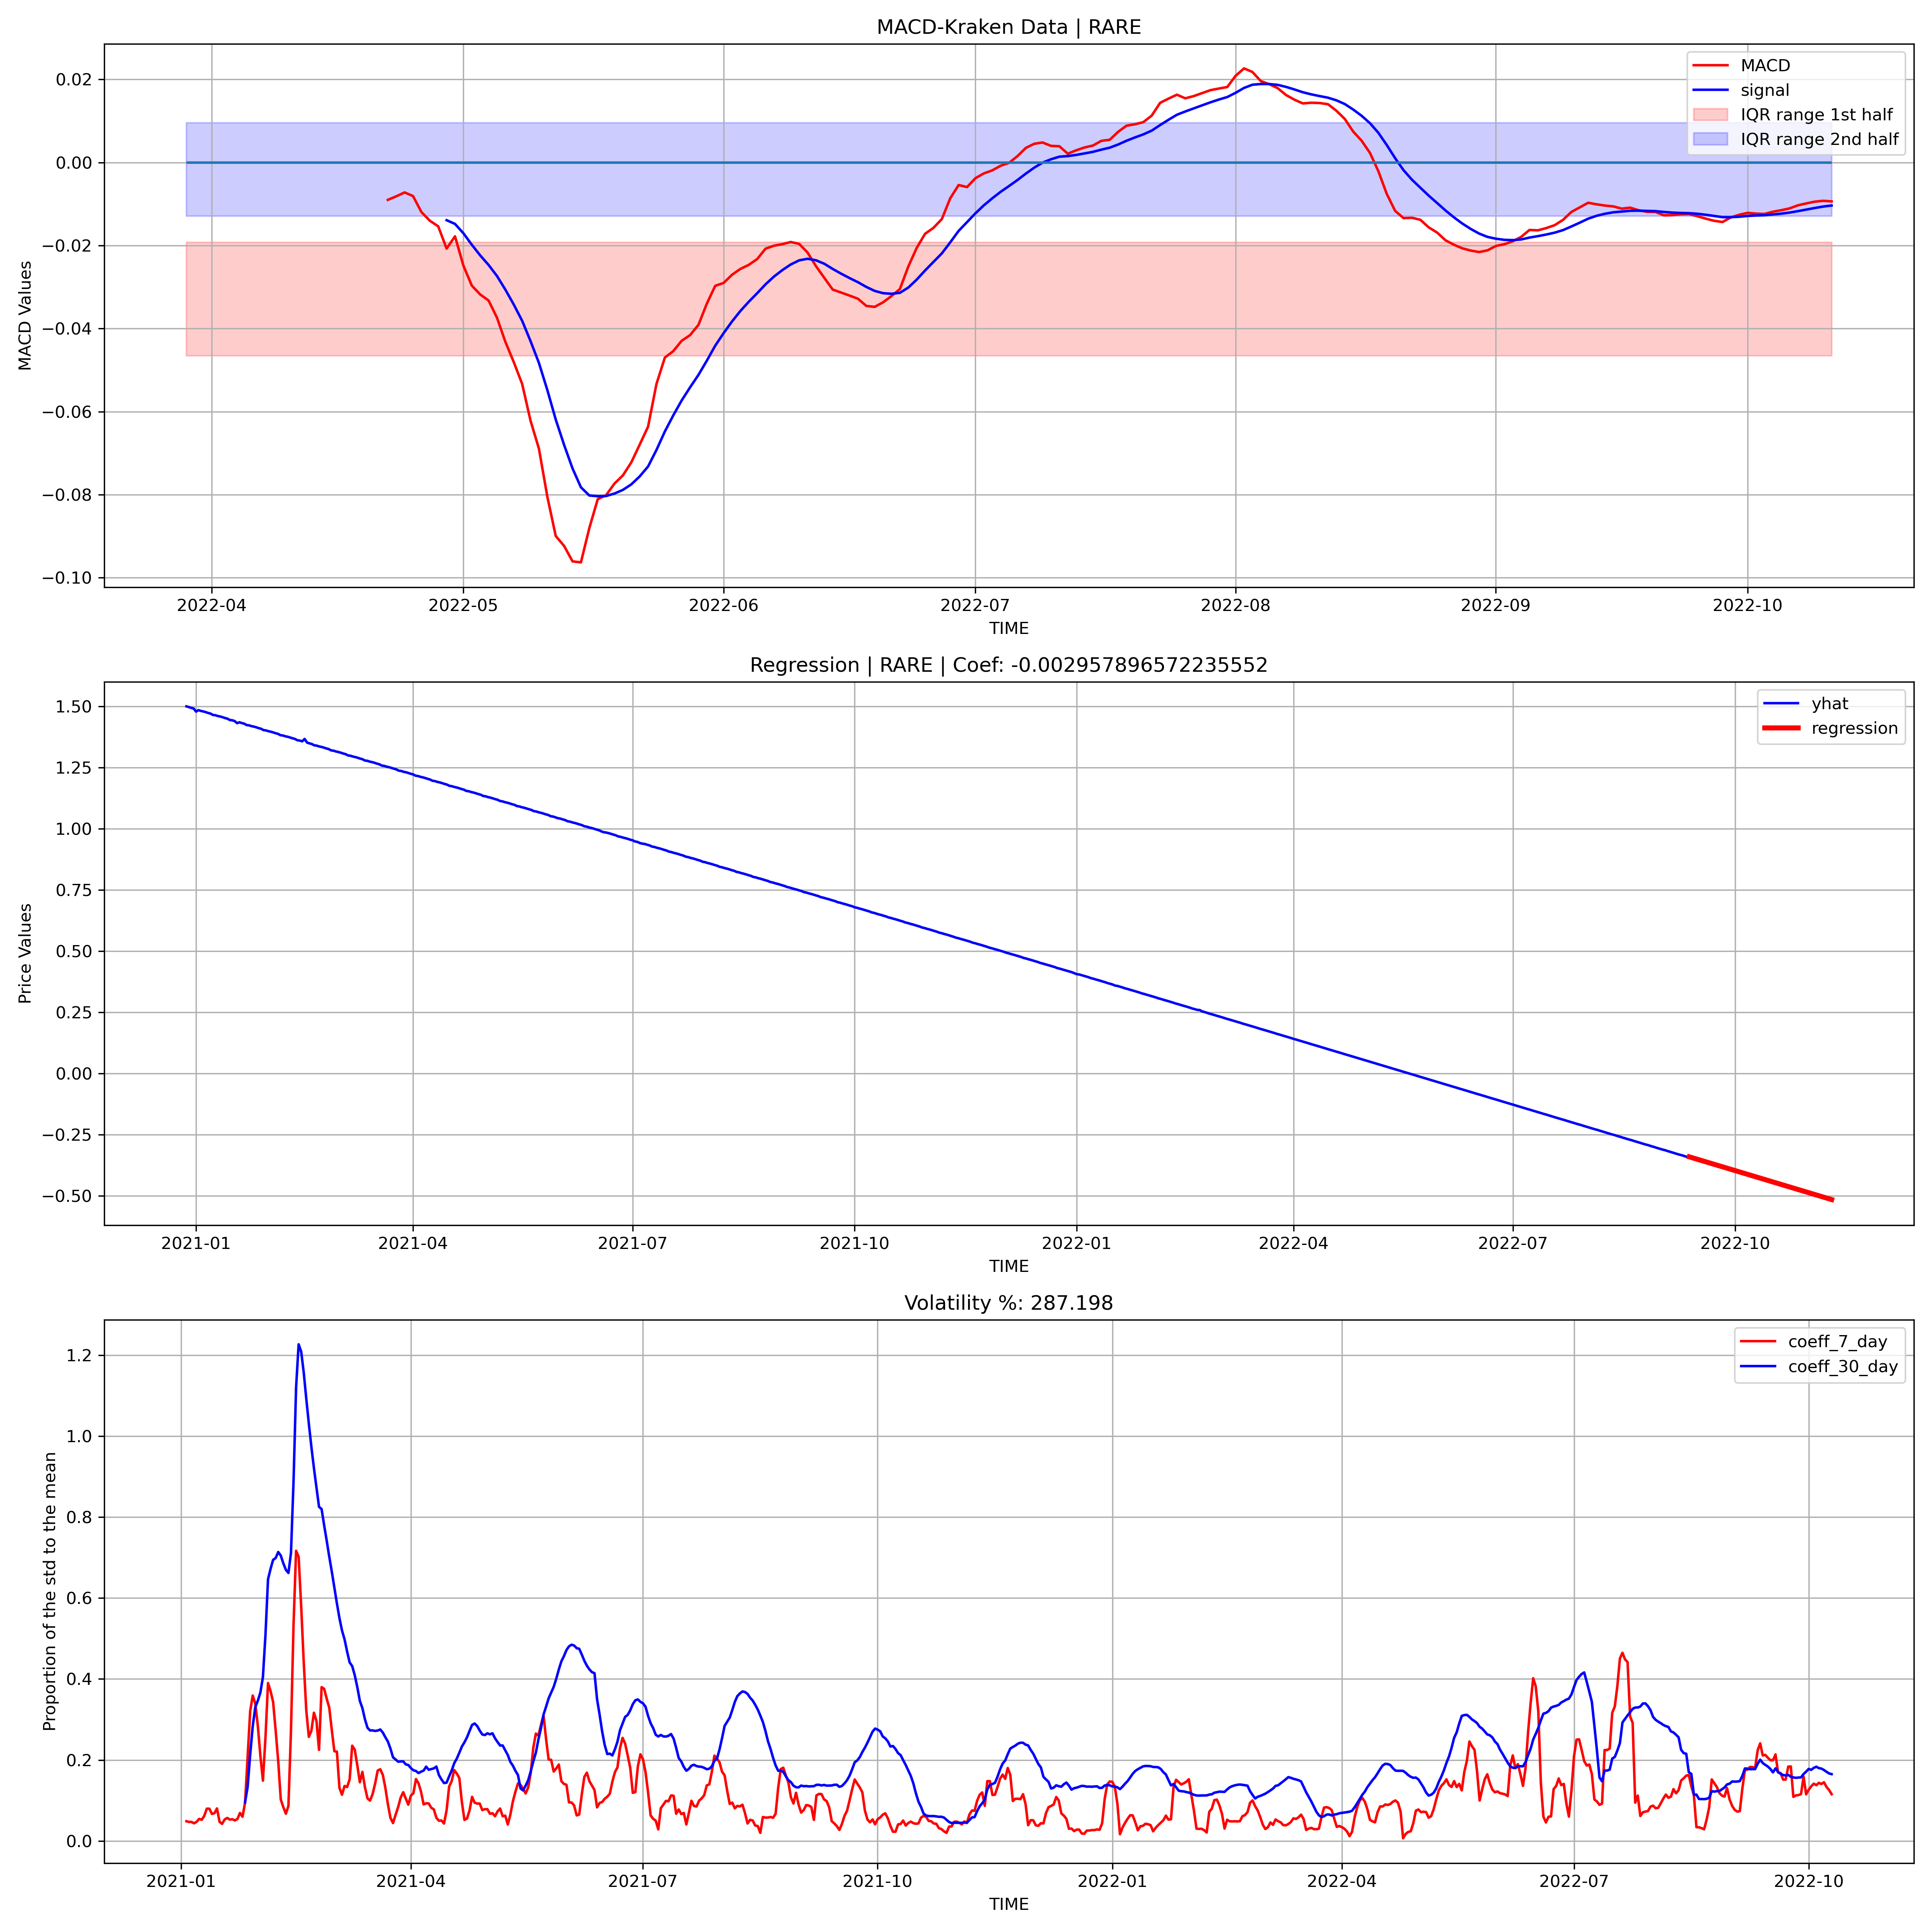 MACD-Kraken Data | RARE
MACD Values
0.02
0.00
−0.02
−0.04
−0.06
−0.08
−0.10
MACD
signal
IQR range 1st half
IQR range 2nd half
2022-04 2022-05 2022-06 2022-07 2022-08 2022-09 2022-10
TIME
Regression | RARE | Coef: -0.002957896572235552
Price Values
1.50
1.25
1.00
0.75
0.50
0.25
0.00
−0.25
−0.50
yhat
regression
2021-01 2021-04 2021-07 2021-10 2022-01 2022-04 2022-07 2022-10
TIME
Volatility %: 287.198
Proportion of the std to the mean
1.2
1.0
0.8
0.6
0.4
0.2
0.0
coeff_7_day
coeff_30_day
2021-01 2021-04 2021-07 2021-10 2022-01 2022-04 2022-07 2022-10
TIME